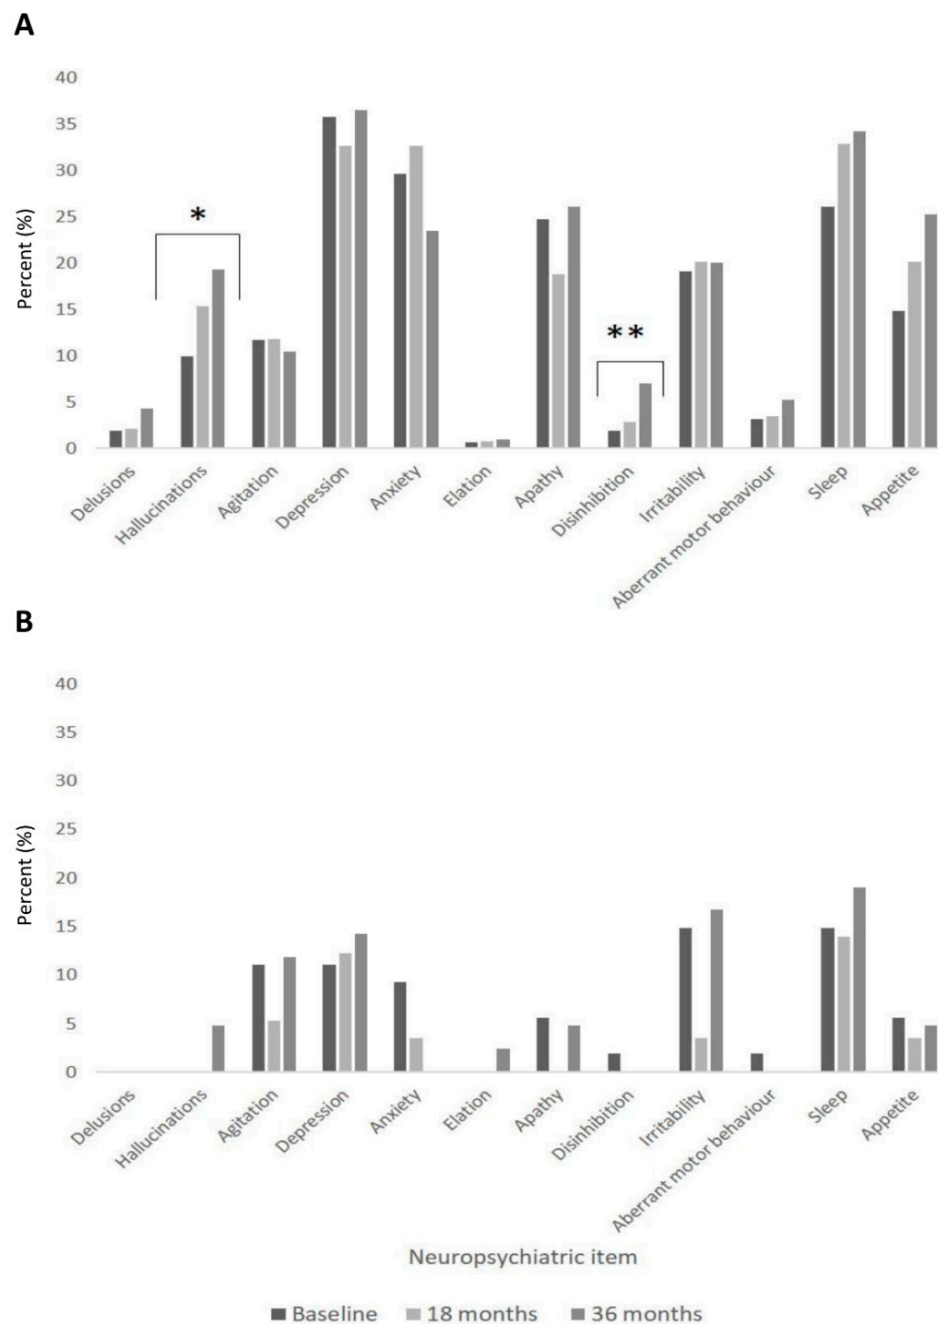 A
40
35
30
25
20
15
10
5
0
Percent (%)
*
**
Delusions
Hallucinations
Agitation
Depression
Anxiety
Elation
Apathy
Disinhibition
Irritability
Aberrant motor behaviour
Sleep
Appetite
B
40
35
30
25
20
15
10
5
0
Percent (%)
Delusions
Hallucinations
Agitation
Depression
Anxiety
Elation
Apathy
Disinhibition
Irritability
Aberrant motor behaviour
Sleep
Appetite
Neuropsychiatric item
Baseline 18 months 36 months